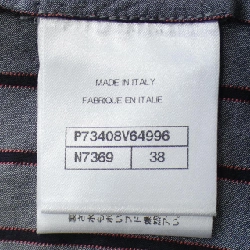 MADE IN ITALY
FABRIQUE EN ITALIE
P73408V64996
N7369 38